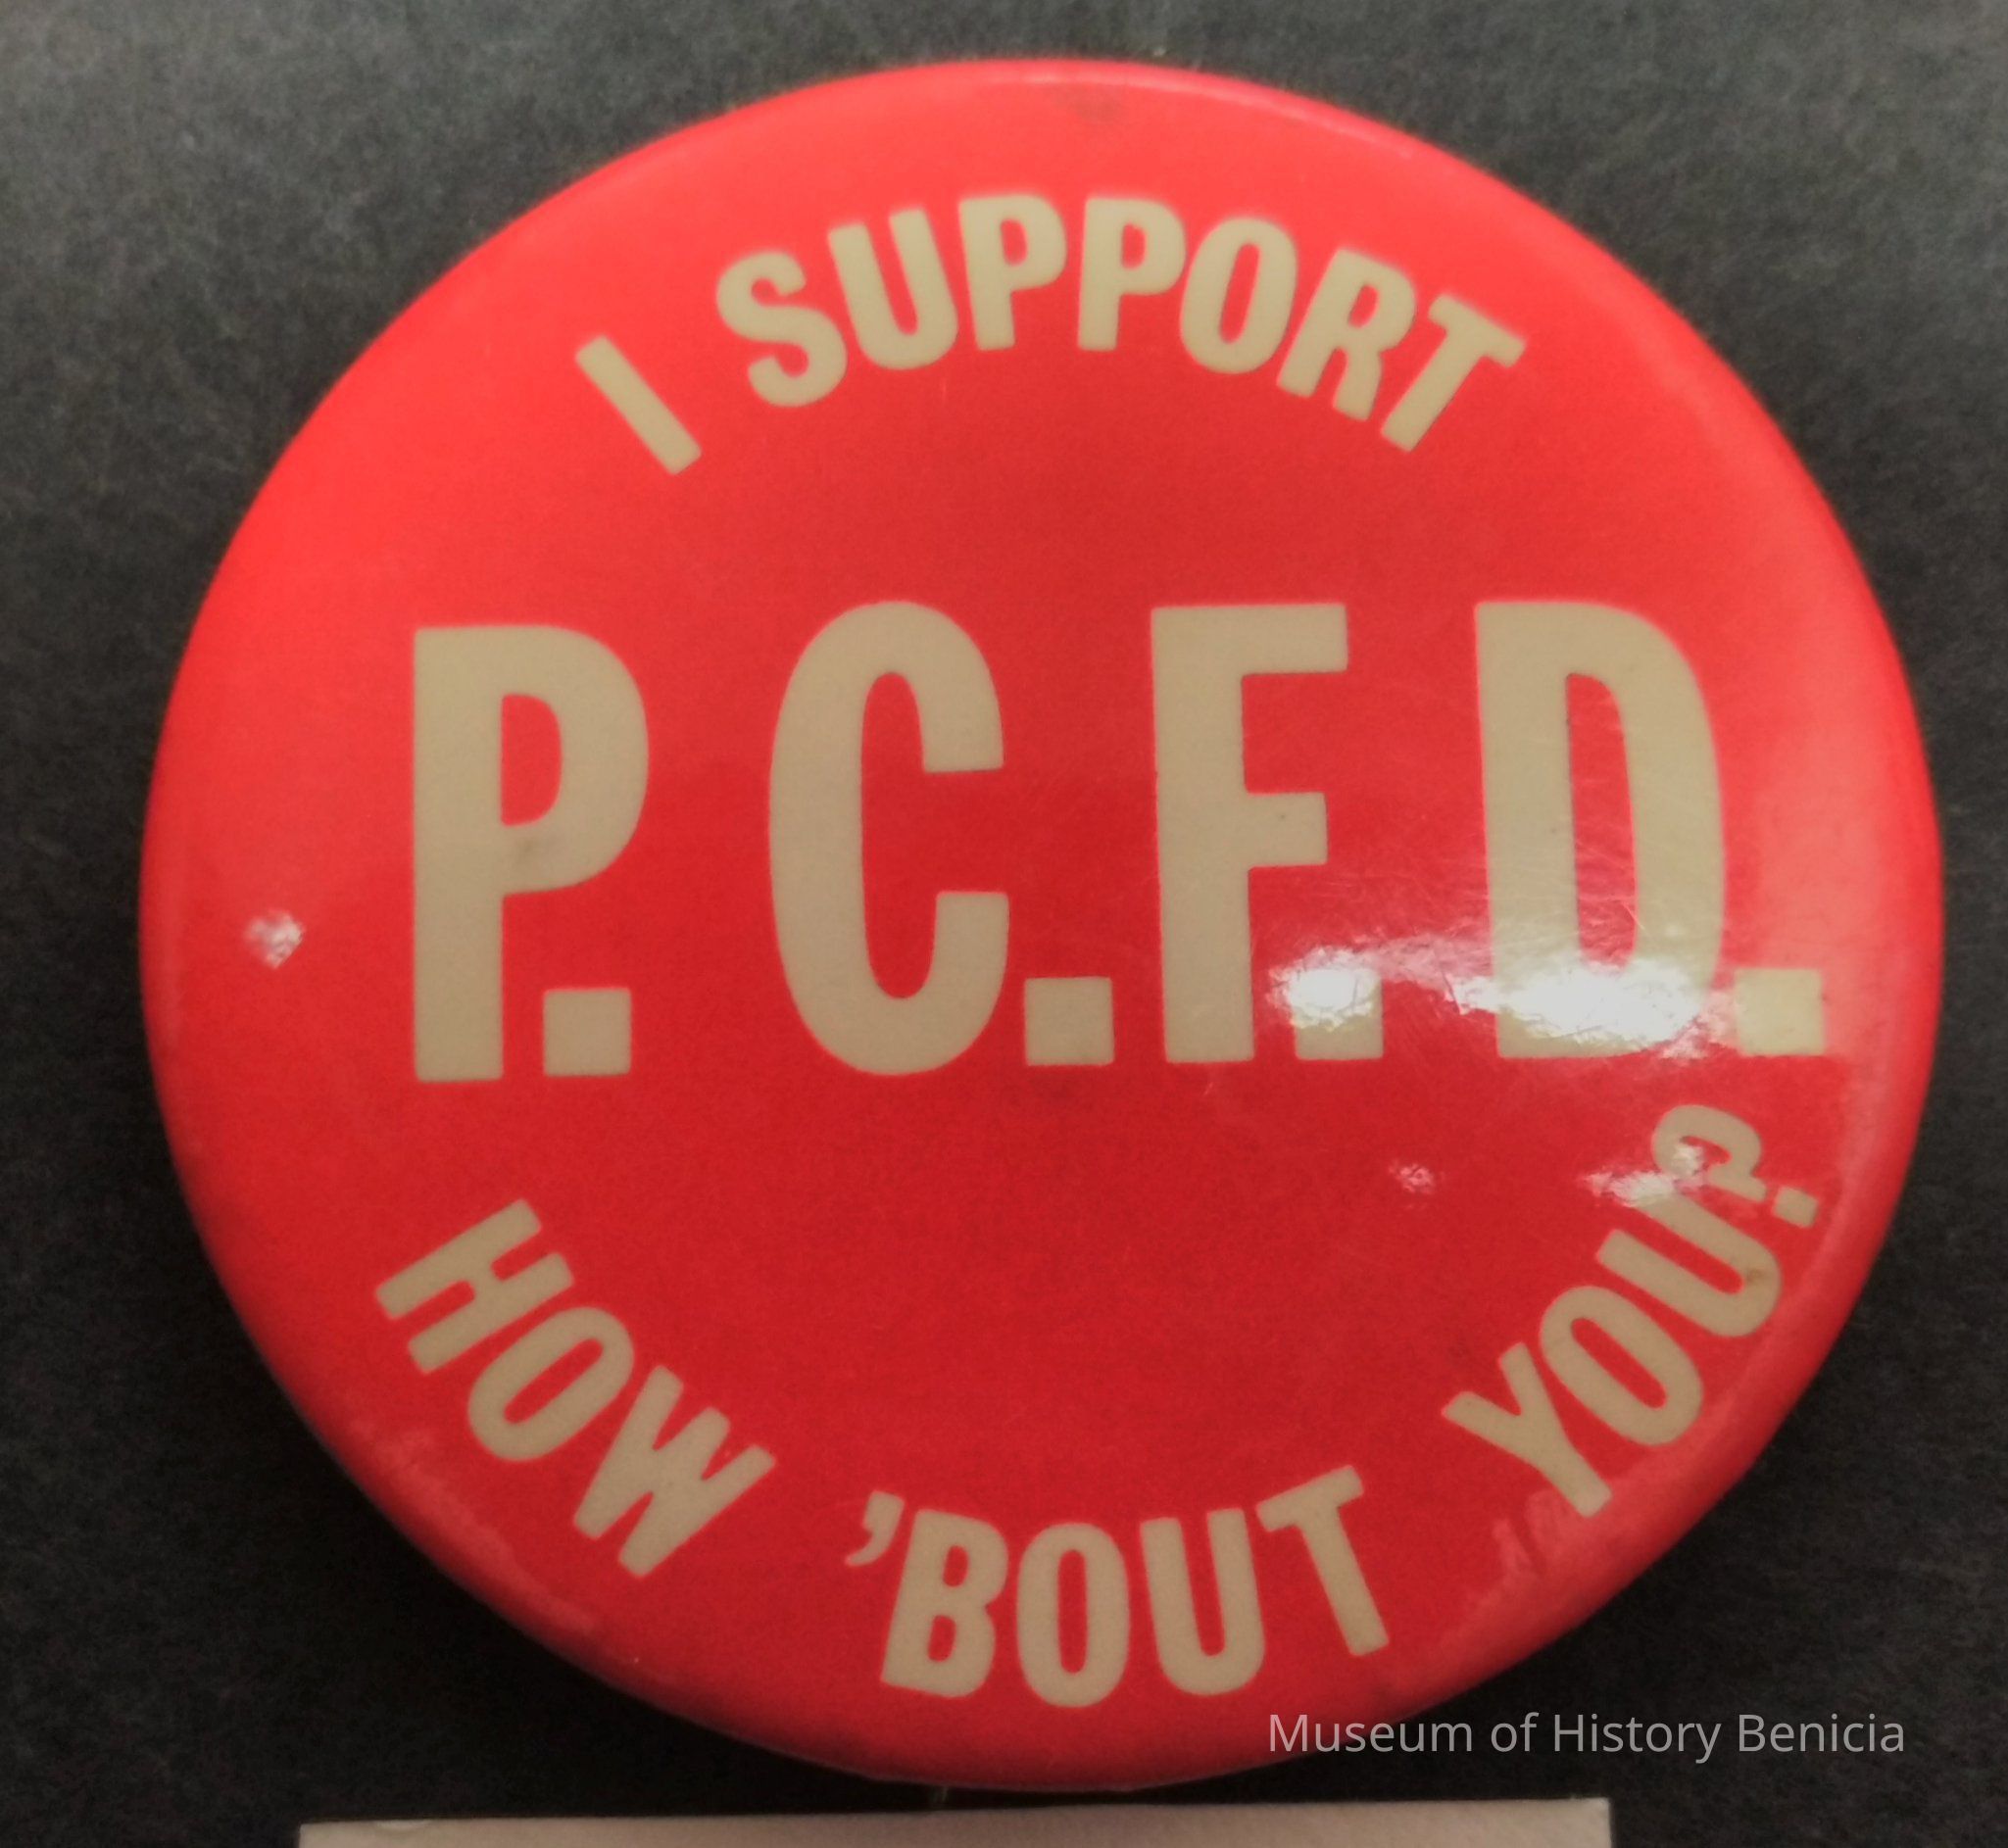 I SUPPORT
P. C. F. D.
HOW 'BOUT YOU?
Museum of History Benicia